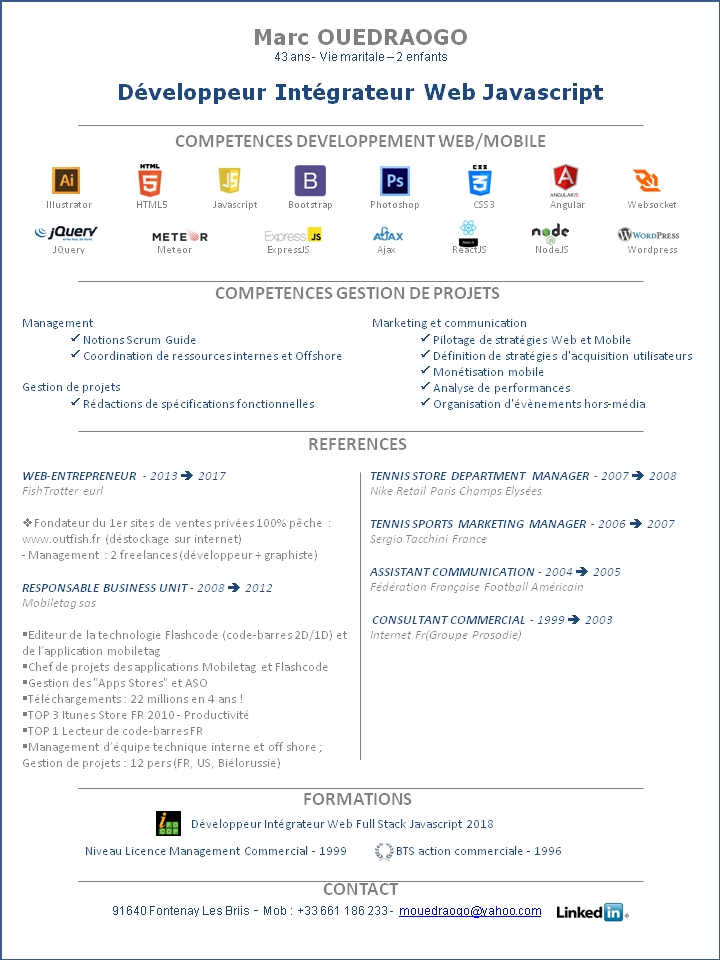 Marc OUEDRAOGO
43 ans - Vie maritale – 2 enfants
Développeur Intégrateur Web Javascript
COMPETENCES DEVELOPPEMENT WEB/MOBILE
Ai
HTML
5
JS
B
Ps
CSS
3
A
ANGULARJS
Illustrator
HTML5
Javascript
Bootstrap
Photoshop
CSS3
Angular
Websocket
jQuery
METEOR
Express JS
AJAX
node
JS
WORDPRESS
JQuery
Meteor
ExpressJS
Ajax
ReactJS
NodeJS
Wordpress
COMPETENCES GESTION DE PROJETS
Management
✓ Notions Scrum Guide
✓ Coordination de ressources internes et Offshore
Gestion de projets
✓ Rédactions de spécifications fonctionnelles
Marketing et communication
✓ Pilotage de stratégies Web et Mobile
✓ Définition de stratégies d'acquisition utilisateurs
✓ Monétisation mobile
✓ Analyse de performances
✓ Organisation d'évènements hors-média
REFERENCES
WEB-ENTREPRENEUR - 2013 ➔ 2017
FishTrotter eurl
❖Fondateur du 1er sites de ventes privées 100% pêche :
www.outfish.fr (déstockage sur internet)
- Management : 2 freelances (développeur + graphiste)
RESPONSABLE BUSINESS UNIT - 2008 ➔ 2012
Mobiletag sas
▪Editeur de la technologie Flashcode (code-barres 2D/1D) et
de l'application mobiletag
▪Chef de projets des applications Mobiletag et Flashcode
▪Gestion des "Apps Stores" et ASO
▪Téléchargements : 22 millions en 4 ans !
▪TOP 3 Itunes Store FR 2010 - Productivité
▪TOP 1 Lecteur de code-barres FR
▪Management d'équipe technique interne et off shore ;
Gestion de projets : 12 pers (FR, US, Biélorussie)
TENNIS STORE DEPARTMENT MANAGER - 2007 ➔ 2008
Nike Retail Paris Champs Elysées
TENNIS SPORTS MARKETING MANAGER - 2006 ➔ 2007
Sergio Tacchini France
ASSISTANT COMMUNICATION - 2004 ➔ 2005
Fédération Française Football Américain
CONSULTANT COMMERCIAL - 1999 ➔ 2003
Internet Fr(Groupe Prosodie)
FORMATIONS
iFOCOP
Développeur Intégrateur Web Full Stack Javascript 2018
Niveau Licence Management Commercial - 1999
BTS action commerciale - 1996
CONTACT
91640 Fontenay Les Briis – Mob : +33 661 186 233 - mouedraogo@yahoo.com
Linked in